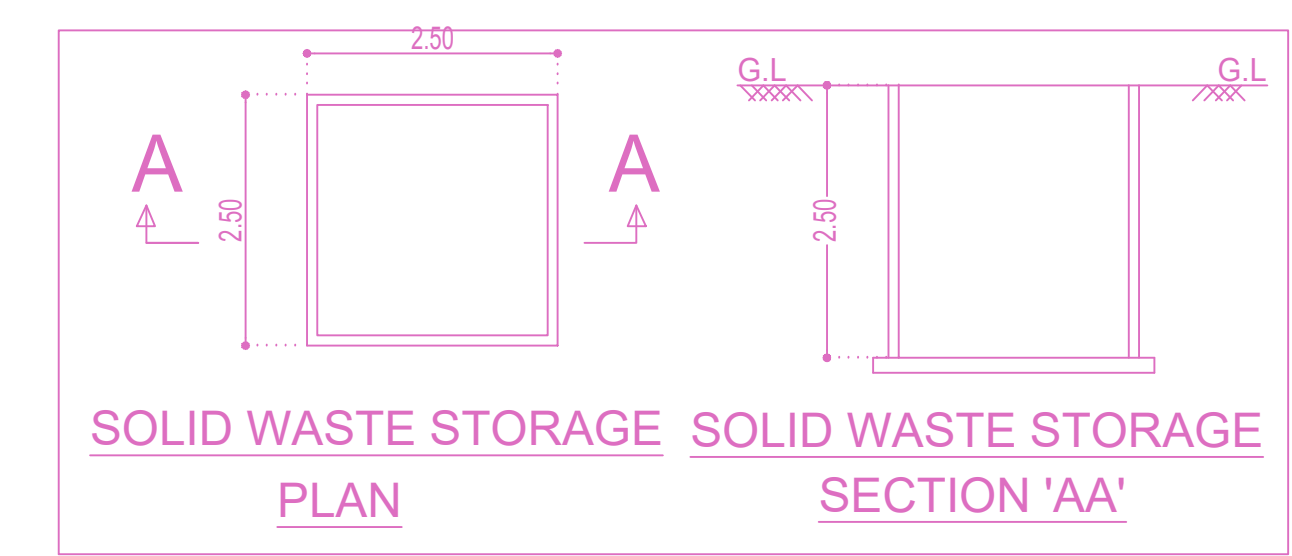 2.50
A
A
2.50
SOLID WASTE STORAGE
PLAN
G.L
G.L
2.50
SOLID WASTE STORAGE
SECTION 'AA'